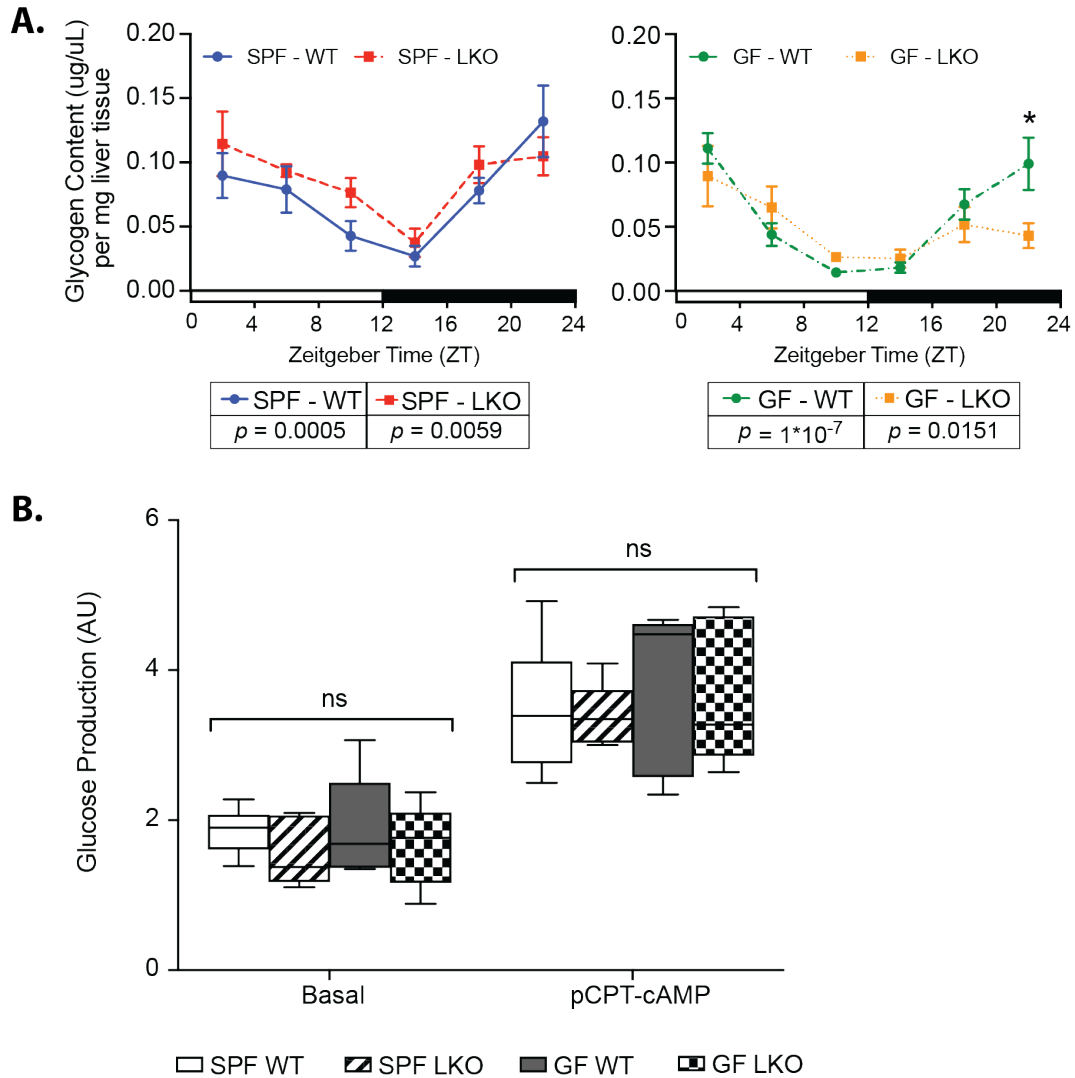 A.
Glycogen Content (ug/uL)
per mg liver tissue
0.20
0.15
0.10
0.05
0.00
SPF - WT SPF - LKO
0 4 8 12 16 20 24
Zeitgeber Time (ZT)
SPF - WT SPF - LKO
p = 0.0005 p = 0.0059
0.20
0.15
0.10
0.05
0.00
GF - WT GF - LKO
*
0 4 8 12 16 20 24
Zeitgeber Time (ZT)
GF - WT GF - LKO
p = 1*10-7 p = 0.0151
B.
Glucose Production (AU)
6
4
2
0
ns
ns
Basal pCPT-cAMP
SPF WT SPF LKO GF WT GF LKO